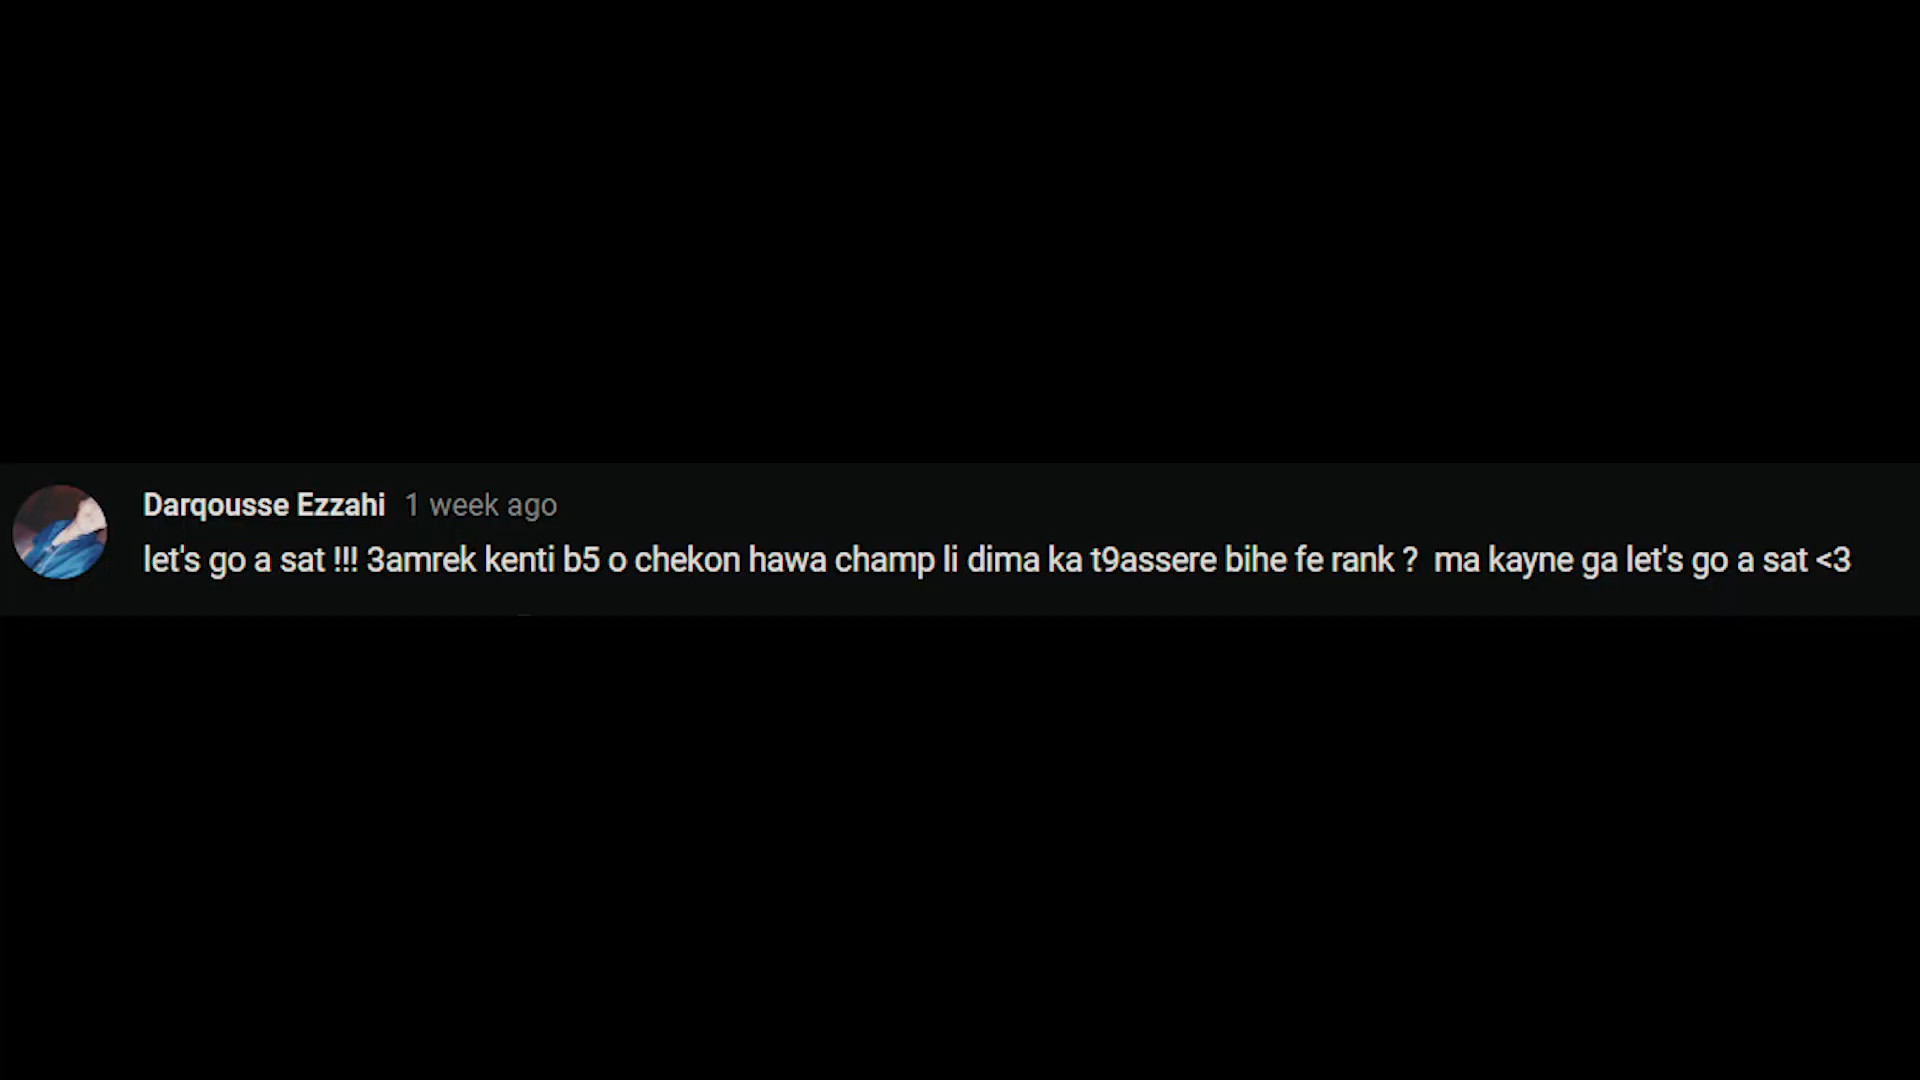 Darqousse Ezzahi 1 week ago
let's go a sat !!! 3amrek kenti b5 o chekon hawa champ li dima ka t9assere bihe fe rank ?  ma kayne ga let's go a sat <3